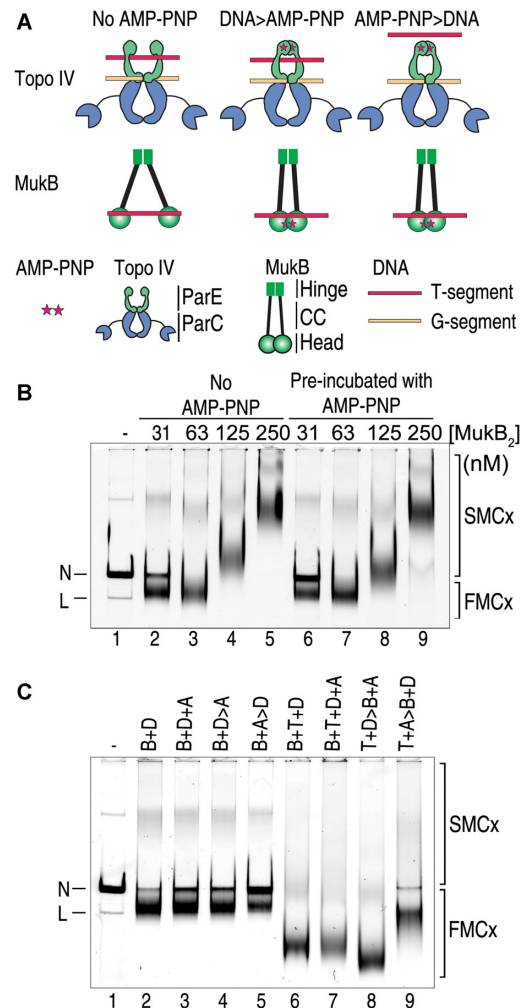 A
No AMP-PNP DNA>AMP-PNP AMP-PNP>DNA
Topo IV
MukB
AMP-PNP Topo IV MukB DNA
ParE
ParC
Hinge
CC
Head
T-segment
G-segment
B
No
AMP-PNP
Pre-incubated with
AMP-PNP
- 31 63 125 250 31 63 125 250 [MukB2]
(nM)
SMCx
N
L
FMCx
1 2 3 4 5 6 7 8 9
C
- B+D B+D+A B+D>A B+A>D B+T+D B+T+D+A T+D>B+A T+A>B+D
SMCx
N
L
FMCx
1 2 3 4 5 6 7 8 9